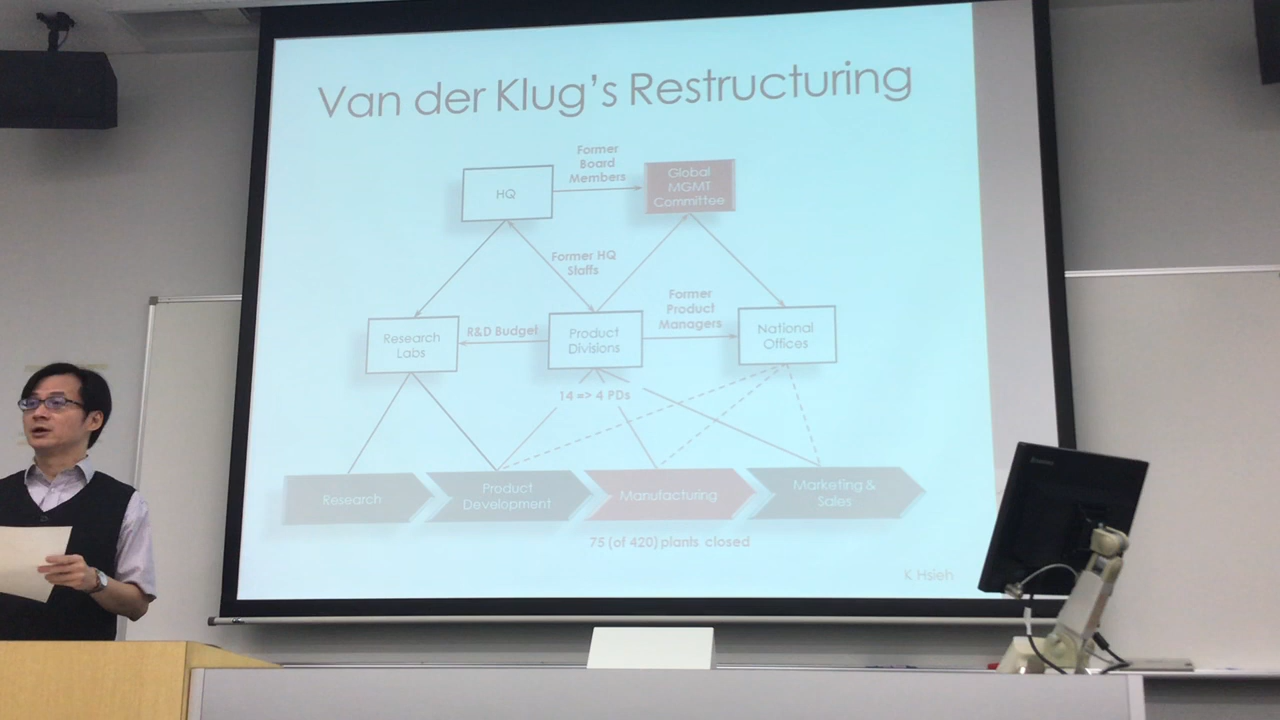 Van der Klug's Restructuring
Former
Board
Members
HQ
Global
MGMT
Committee
Former HQ
Staffs
Former
Product
Managers
Research
Labs
R&D Budget
Product
Divisions
National
Offices
14 => 4 PDs
Research
Product
Development
Manufacturing
Marketing &
Sales
75 (of 420) plants closed
K Hsieh